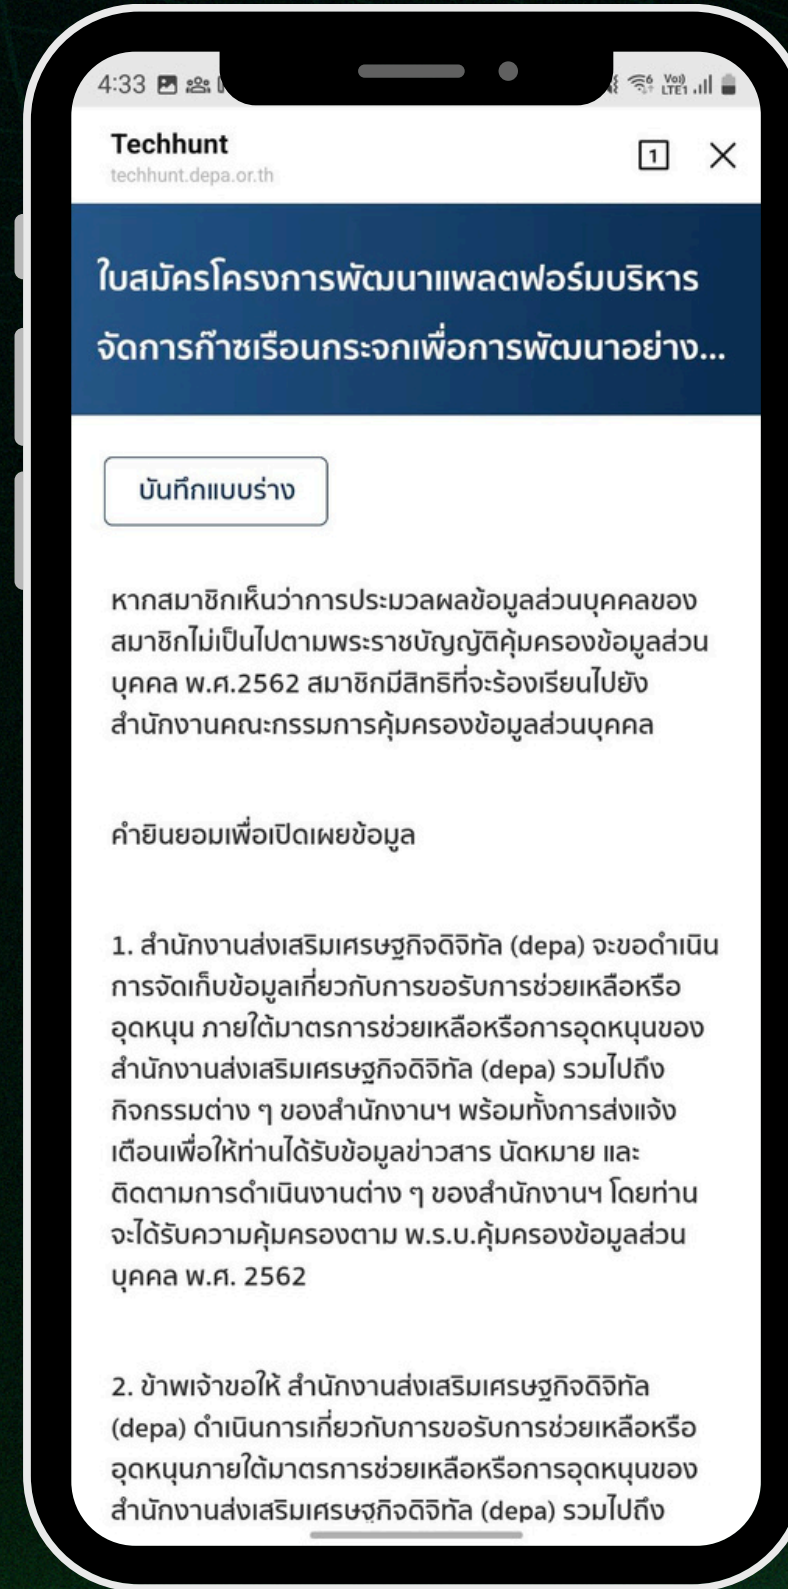 4:33
LTE1
Techhunt
1
techhunt.depa.or.th
ใบสมัครโครงการพัฒนาแพลตฟอร์มบริหาร
จัดการก๊าซเรือนกระจกเพื่อการพัฒนาอย่าง...
บันทึกแบบร่าง
หากสมาชิกเห็นว่าการประมวลผลข้อมูลส่วนบุคคลของ
สมาชิกไม่เป็นไปตามพระราชบัญญัติคุ้มครองข้อมูลส่วน
บุคคล พ.ศ.2562 สมาชิกมีสิทธิที่จะร้องเรียนไปยัง
สำนักงานคณะกรรมการคุ้มครองข้อมูลส่วนบุคคล
คำยินยอมเพื่อเปิดเผยข้อมูล
1. สำนักงานส่งเสริมเศรษฐกิจดิจิทัล (depa) จะขอดำเนิน
การจัดเก็บข้อมูลเกี่ยวกับการขอรับการช่วยเหลือหรือ
อุดหนุน ภายใต้มาตรการช่วยเหลือหรือการอุดหนุนของ
สำนักงานส่งเสริมเศรษฐกิจดิจิทัล (depa) รวมไปถึง
กิจกรรมต่าง ๆ ของสำนักงานฯ พร้อมทั้งการส่งแจ้ง
เตือนเพื่อให้ท่านได้รับข้อมูลข่าวสาร นัดหมาย และ
ติดตามการดำเนินงานต่าง ๆ ของสำนักงานฯ โดยท่าน
จะได้รับความคุ้มครองตาม พ.ร.บ.คุ้มครองข้อมูลส่วน
บุคคล พ.ศ. 2562
2. ข้าพเจ้าขอให้ สำนักงานส่งเสริมเศรษฐกิจดิจิทัล
(depa) ดำเนินการเกี่ยวกับการขอรับการช่วยเหลือหรือ
อุดหนุนภายใต้มาตรการช่วยเหลือหรือการอุดหนุนของ
สำนักงานส่งเสริมเศรษฐกิจดิจิทัล (depa) รวมไปถึง